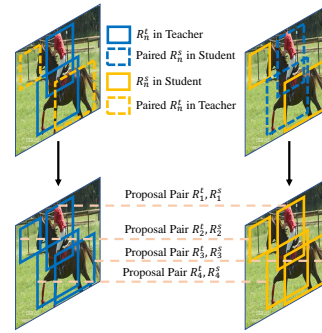 R_n^t in Teacher
Paired R_n^s in Student
R_n^s in Student
Paired R_n^t in Teacher
Proposal Pair R_1^t, R_1^s
Proposal Pair R_2^t, R_2^s
Proposal Pair R_3^t, R_3^s
Proposal Pair R_4^t, R_4^s